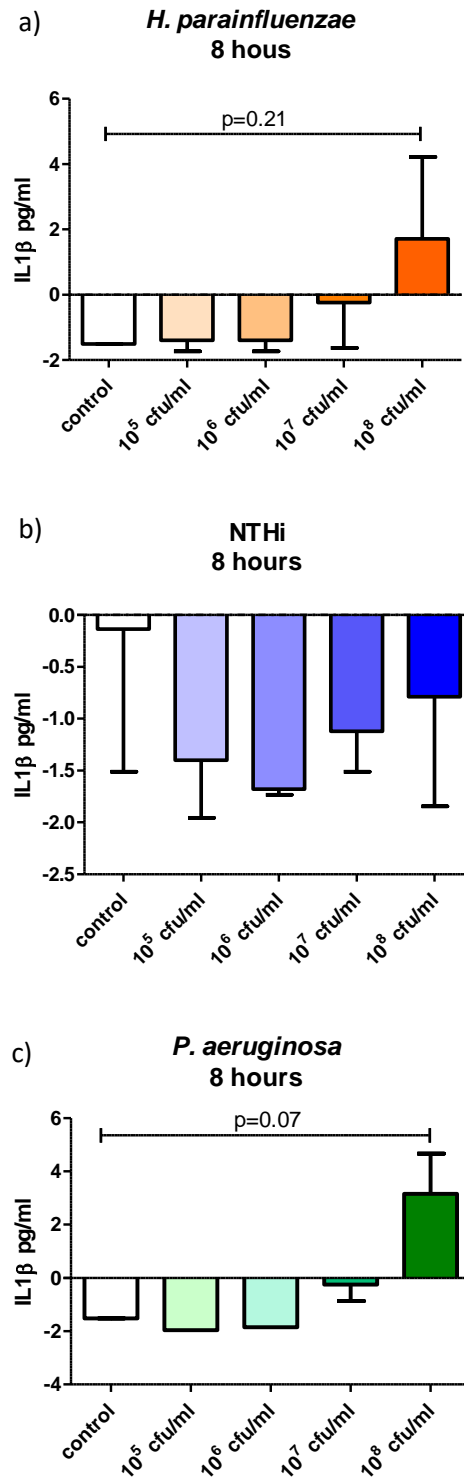 a)
H. parainfluenzae
8 hous
p=0.21
6
4
2
0
-2
IL1β pg/ml
control
10⁵ cfu/ml
10⁶ cfu/ml
10⁷ cfu/ml
10⁸ cfu/ml
b)
NTHi
8 hours
0.0
-0.5
-1.0
-1.5
-2.0
-2.5
IL1β pg/ml
control
10⁵ cfu/ml
10⁶ cfu/ml
10⁷ cfu/ml
10⁸ cfu/ml
c)
P. aeruginosa
8 hours
p=0.07
6
4
2
0
-2
-4
IL1β pg/ml
control
10⁵ cfu/ml
10⁶ cfu/ml
10⁷ cfu/ml
10⁸ cfu/ml